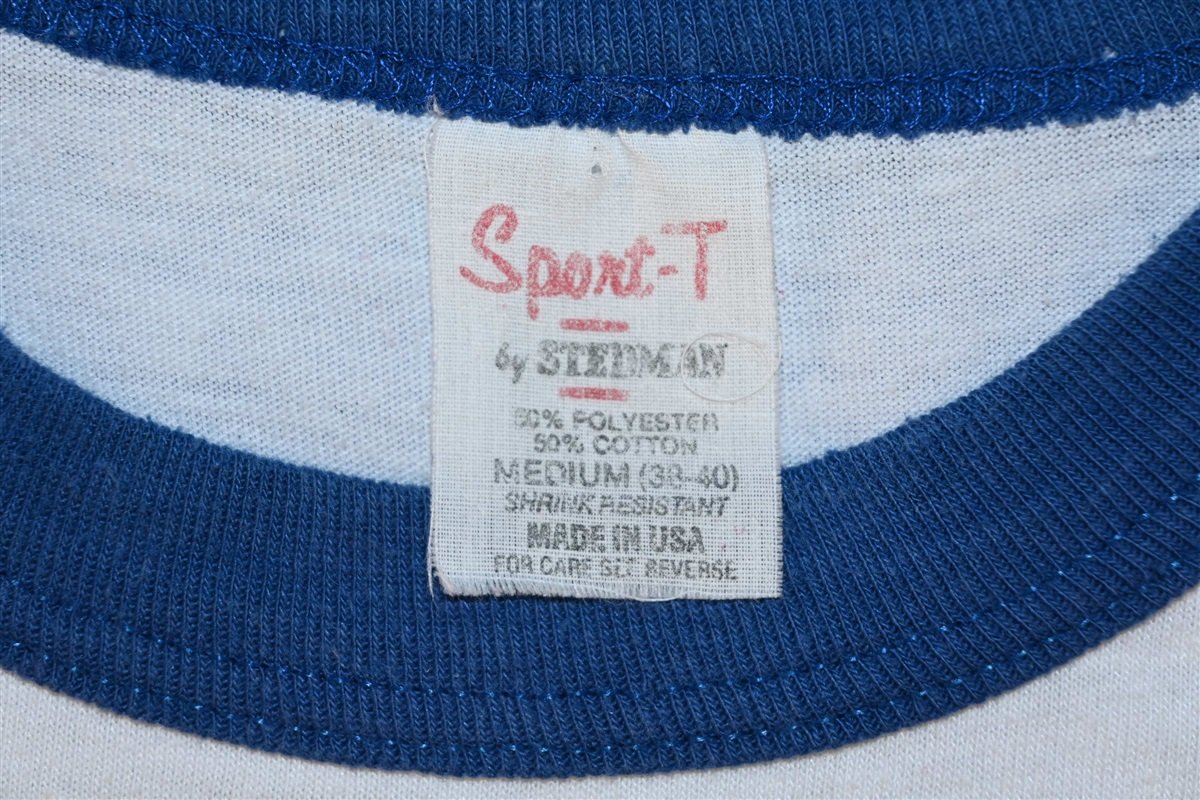 Sport-T
by STEDMAN
50% POLYESTER
50% COTTON
MEDIUM (38-40)
SHRINK RESISTANT
MADE IN USA
FOR CARE SEE REVERSE